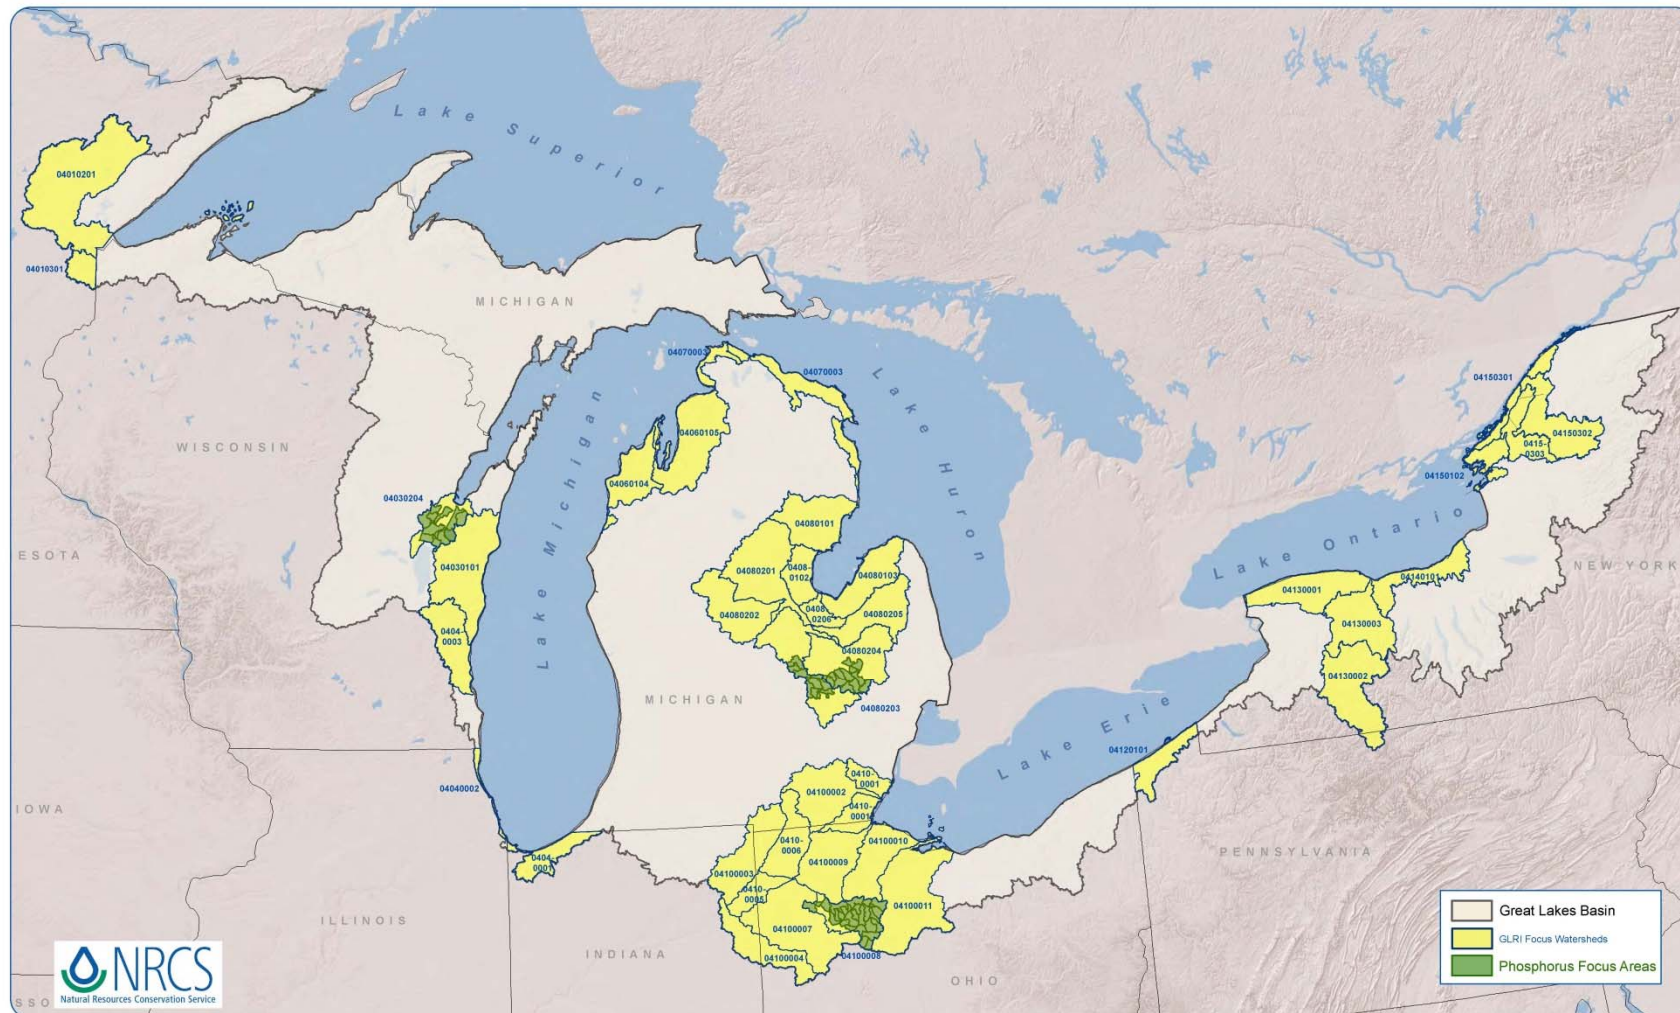 Lake Superior
04010201
04010301
MICHIGAN
04070003
04070003
Lake Huron
04150301
04150302
0415-
0303
04150102
WISCONSIN
Lake Michigan
04060105
04060104
04030204
04030101
0404-
0003
04080101
04080201
0408-
0102
04080103
04080202
0408
0206
04080205
04080204
04080203
MICHIGAN
Lake Ontario
NEW YORK
04130001
04140101
04130003
04130002
ESOTA
IOWA
04040002
0404-
0001
Lake Erie
04120101
PENNSYLVANIA
0410-
0001
04100002
0410-
0001
0410-
0006
04100010
04100009
04100003
0410
0005
04100011
04100007
04100004
04100008
ILLINOIS
INDIANA
OHIO
SSO
NRCS
Natural Resources Conservation Service
Great Lakes Basin
GLRI Focus Watersheds
Phosphorus Focus Areas